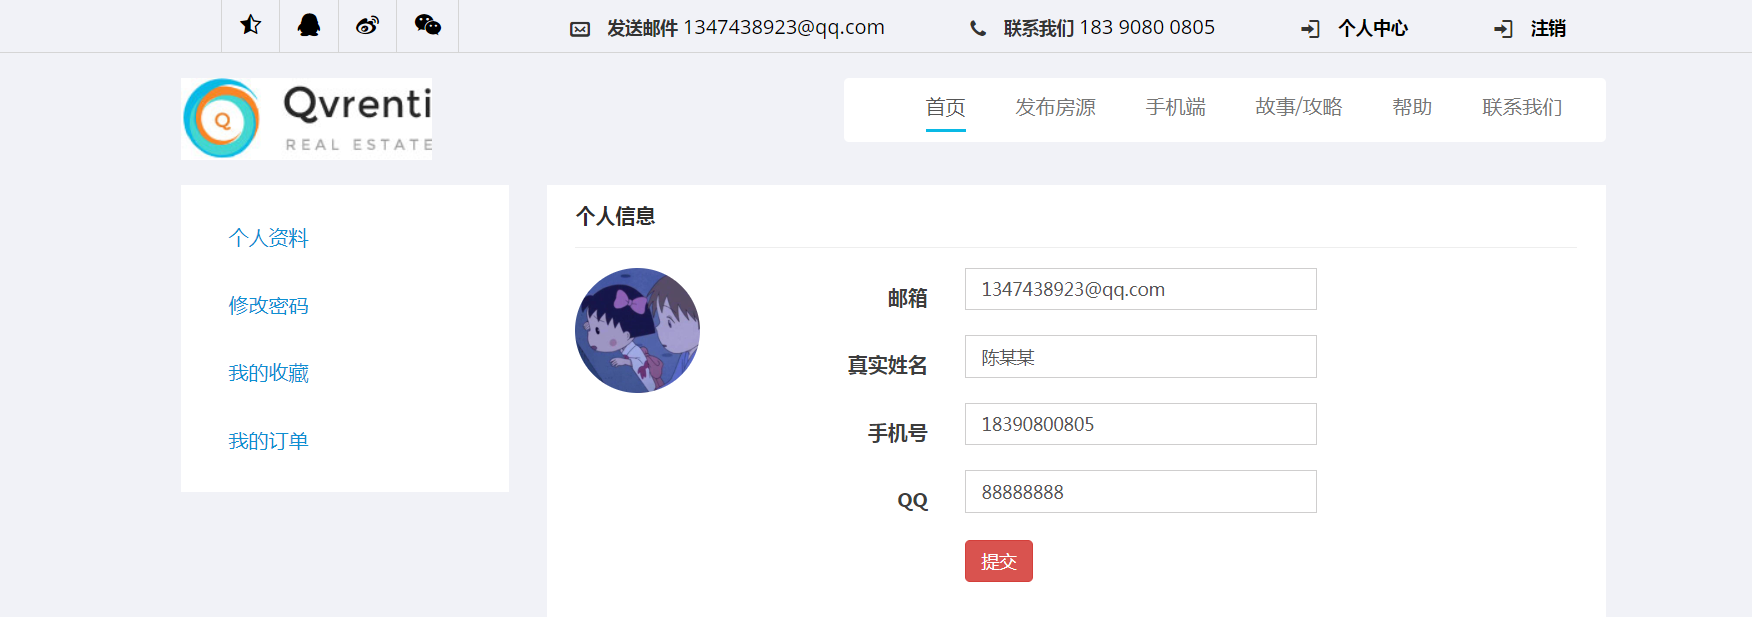 发送邮件 1347438923@qq.com 联系我们 183 9080 0805 个人中心 注销
Qvrenti
Q
REAL ESTATE
首页 发布房源 手机端 故事/攻略 帮助 联系我们
个人资料
修改密码
我的收藏
我的订单
个人信息
邮箱 1347438923@qq.com
真实姓名 陈某某
手机号 18390800805
QQ 88888888
提交